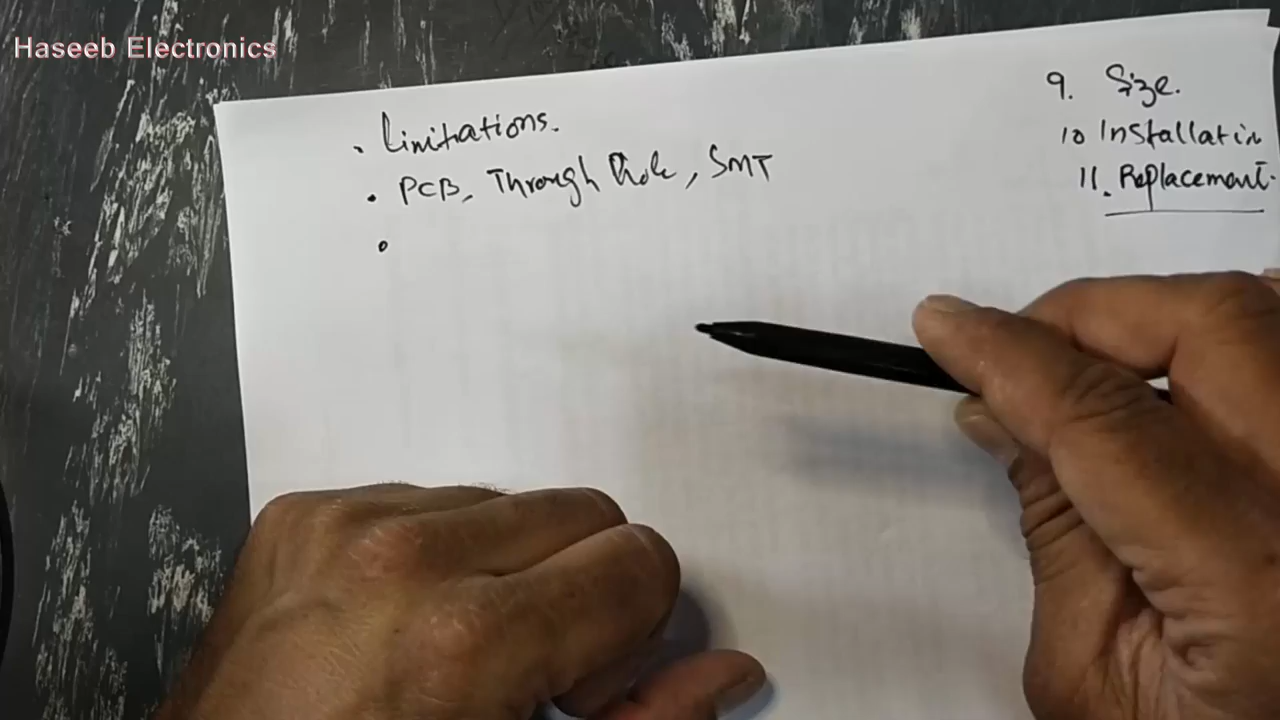 Haseeb Electronics
. Limitations.
. PCB, Through Hole, SMT
.
9. Size.
10 Installatin
11. Replacement.